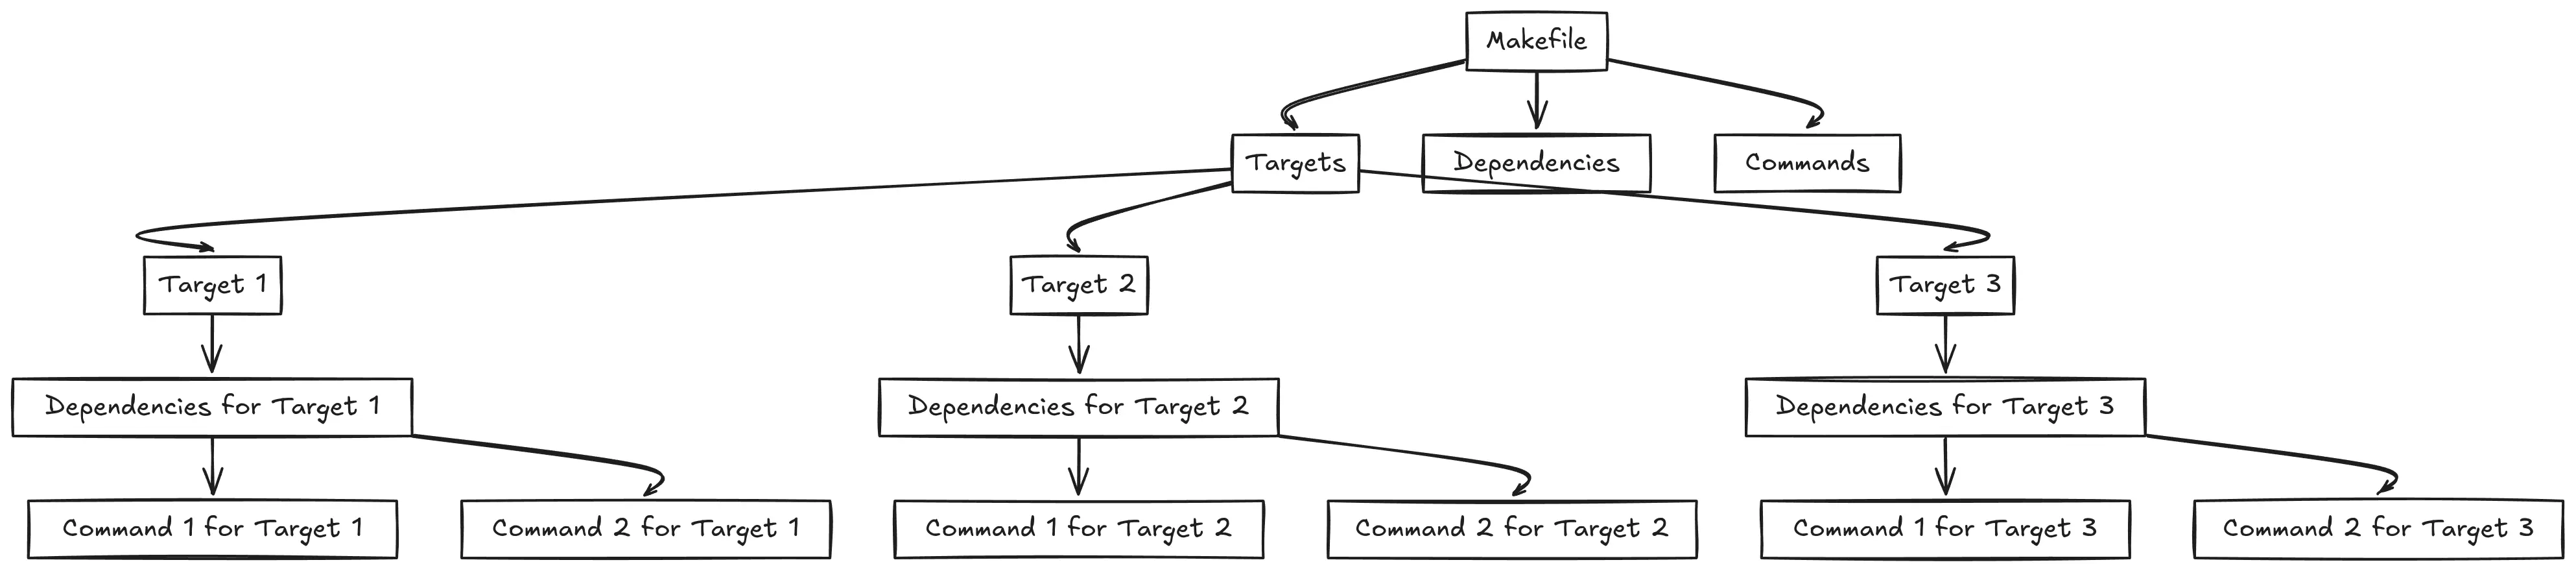 Makefile
Targets
Dependencies
Commands
Target 1
Target 2
Target 3
Dependencies for Target 1
Dependencies for Target 2
Dependencies for Target 3
Command 1 for Target 1
Command 2 for Target 1
Command 1 for Target 2
Command 2 for Target 2
Command 1 for Target 3
Command 2 for Target 3